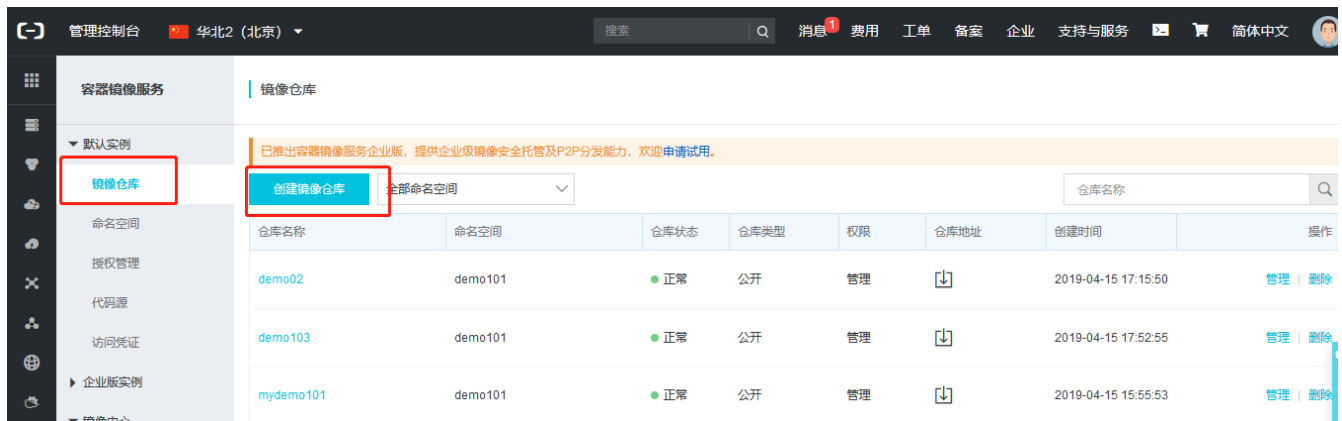 管理控制台 华北2（北京） 搜索 消息 1 费用 工单 备案 企业 支持与服务 简体中文
容器镜像服务
镜像仓库
默认实例
已推出容器镜像服务企业版，提供企业级镜像安全托管及P2P分发能力，欢迎申请试用。
镜像仓库
创建镜像仓库 全部命名空间 仓库名称
命名空间
仓库名称 命名空间 仓库状态 仓库类型 权限 仓库地址 创建时间 操作
授权管理
demo02 demo101 正常 公开 管理 2019-04-15 17:15:50 管理 | 删除
代码源
demo103 demo101 正常 公开 管理 2019-04-15 17:52:55 管理 | 删除
访问凭证
企业版实例
mydemo101 demo101 正常 公开 管理 2019-04-15 15:55:53 管理 | 删除
镜像中心